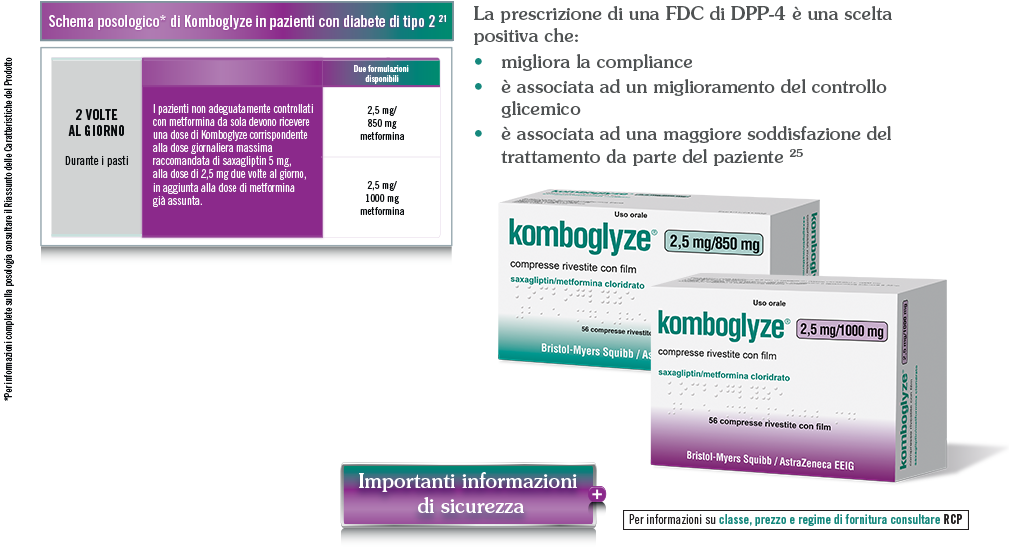 Schema posologico* di Komboglyze in pazienti con diabete di tipo 2 21
Due formulazioni
disponibili
2 VOLTE
AL GIORNO
Durante i pasti
I pazienti non adeguatamente controllati
con metformina da sola devono ricevere
una dose di Komboglyze corrispondente
alla dose giornaliera massima
raccomandata di saxagliptin 5 mg,
alla dose di 2,5 mg due volte al giorno,
in aggiunta alla dose di metformina
già assunta.
2,5 mg/
850 mg
metformina
2,5 mg/
1000 mg
metformina
*Per informazioni complete sulla posologia consultare il Riassunto delle Caratteristiche del Prodotto
La prescrizione di una FDC di DPP-4 è una scelta
positiva che:
• migliora la compliance
• è associata ad un miglioramento del controllo
glicemico
• è associata ad una maggiore soddisfazione del
trattamento da parte del paziente 25
Uso orale
komboglyze® 2,5 mg/850 mg
compresse rivestite con film
saxagliptin/metformina cloridrato
56 compresse rivestite
Bristol-Myers Squibb / As
komboglyze
Uso orale
komboglyze® 2,5 mg/1000 mg
compresse rivestite con film
saxagliptin/metformina cloridrato
56 compresse rivestite con film
Bristol-Myers Squibb / AstraZeneca EEIG
2,5 mg/1000 mg
komboglyze®
compresse rivestite con film
saxagliptin/metformina cloridrato
Importanti informazioni
di sicurezza
+
Per informazioni su classe, prezzo e regime di fornitura consultare RCP